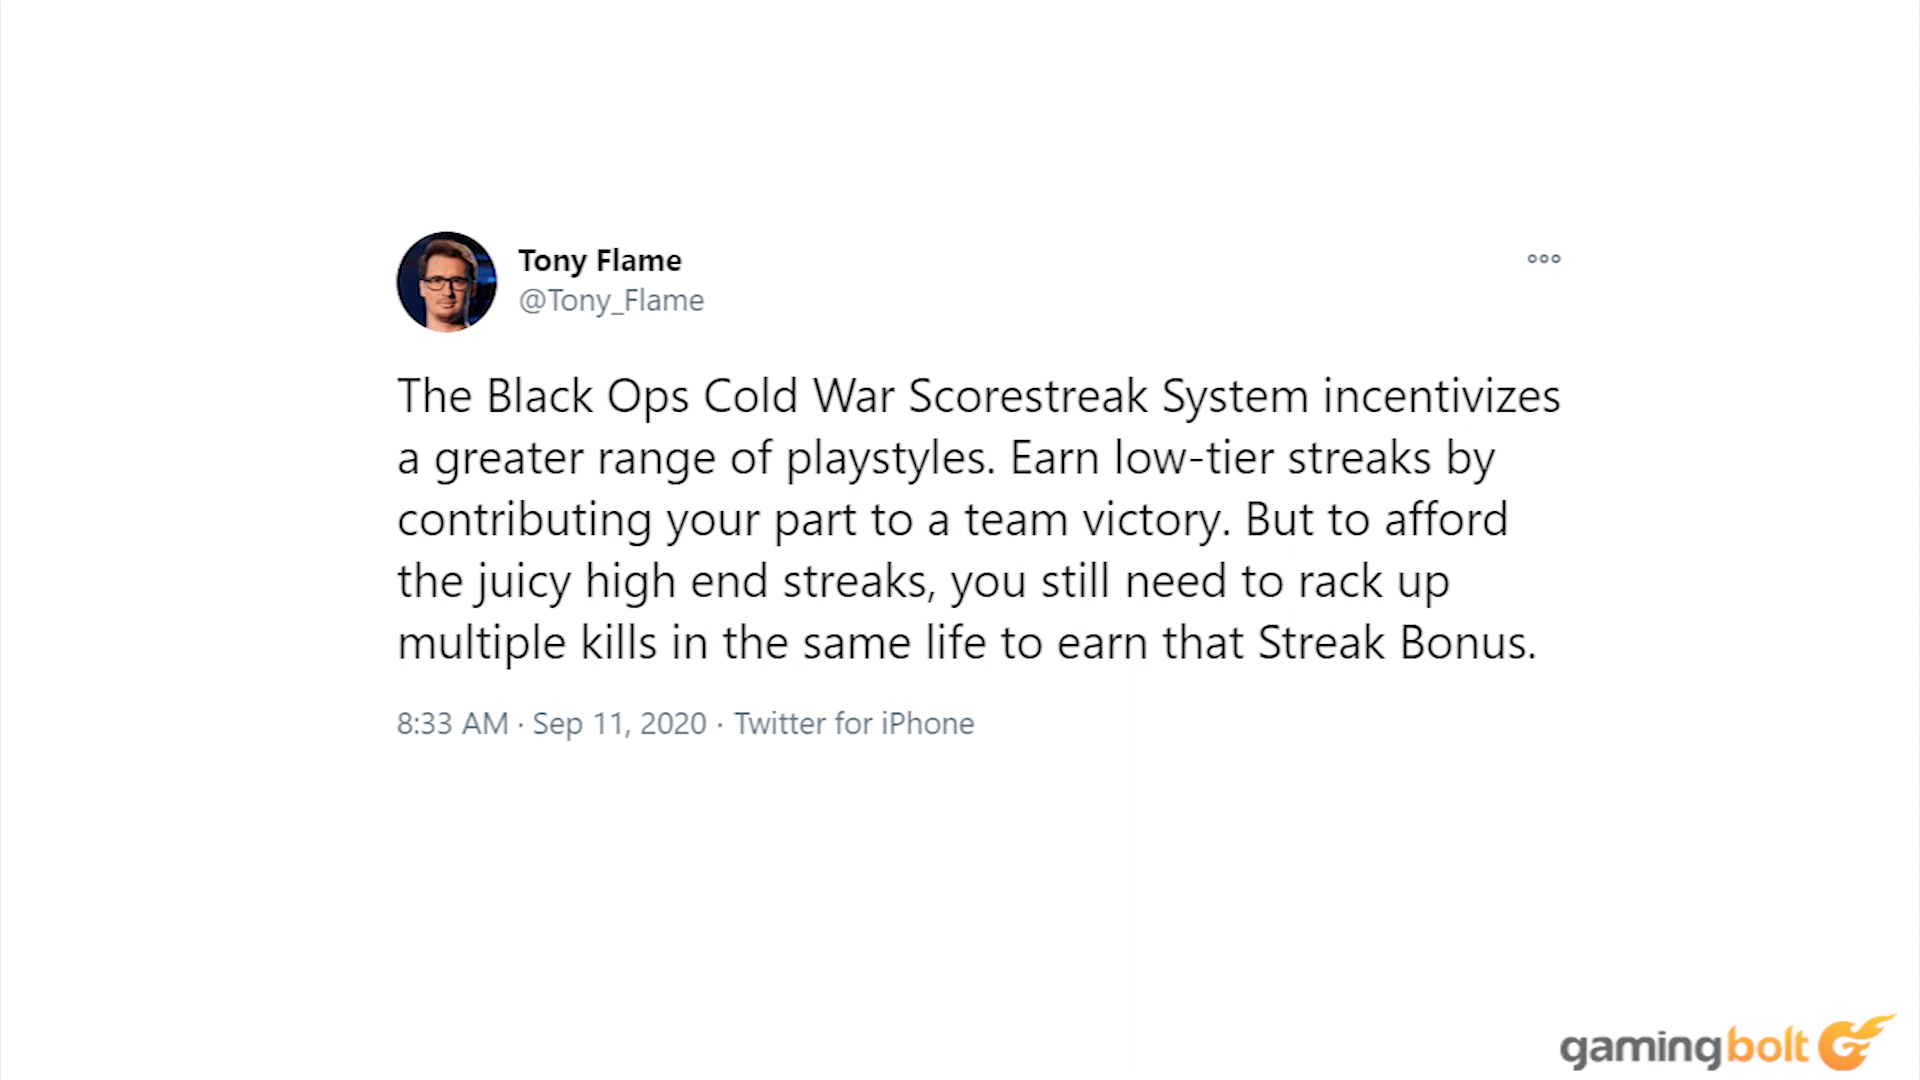 Tony Flame
@Tony_Flame
The Black Ops Cold War Scorestreak System incentivizes
a greater range of playstyles. Earn low-tier streaks by
contributing your part to a team victory. But to afford
the juicy high end streaks, you still need to rack up
multiple kills in the same life to earn that Streak Bonus.
8:33 AM · Sep 11, 2020 · Twitter for iPhone
gamingbolt